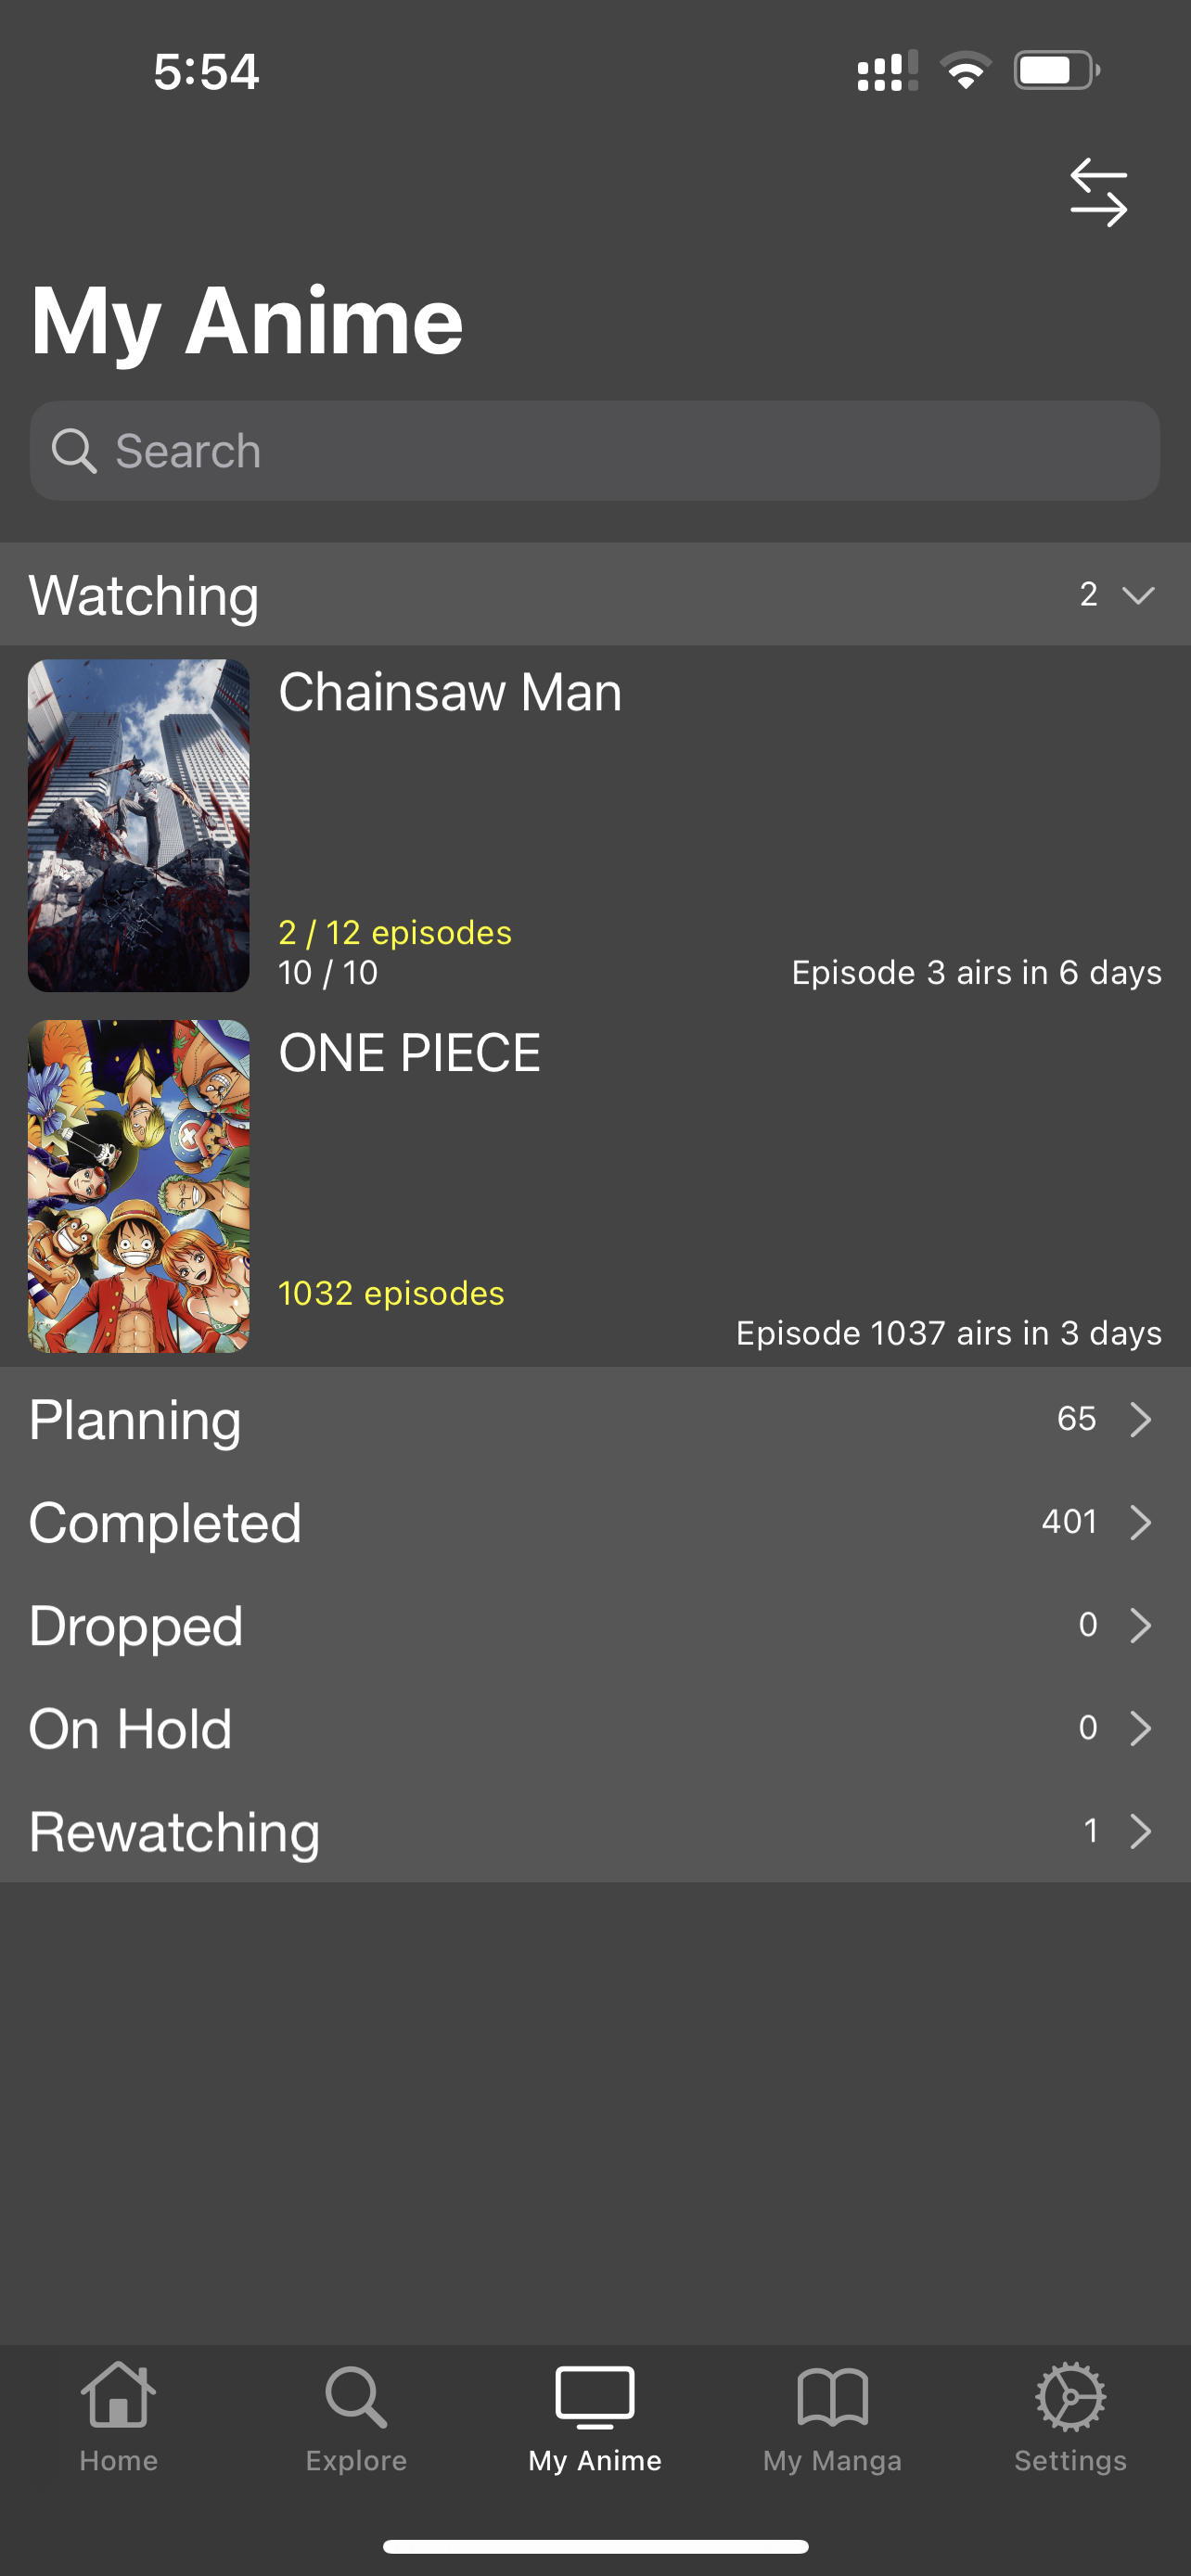 5:54
My Anime
Search
Watching 2
Chainsaw Man
2 / 12 episodes
10 / 10 Episode 3 airs in 6 days
ONE PIECE
1032 episodes
Episode 1037 airs in 3 days
Planning 65
Completed 401
Dropped 0
On Hold 0
Rewatching 1
Home Explore My Anime My Manga Settings